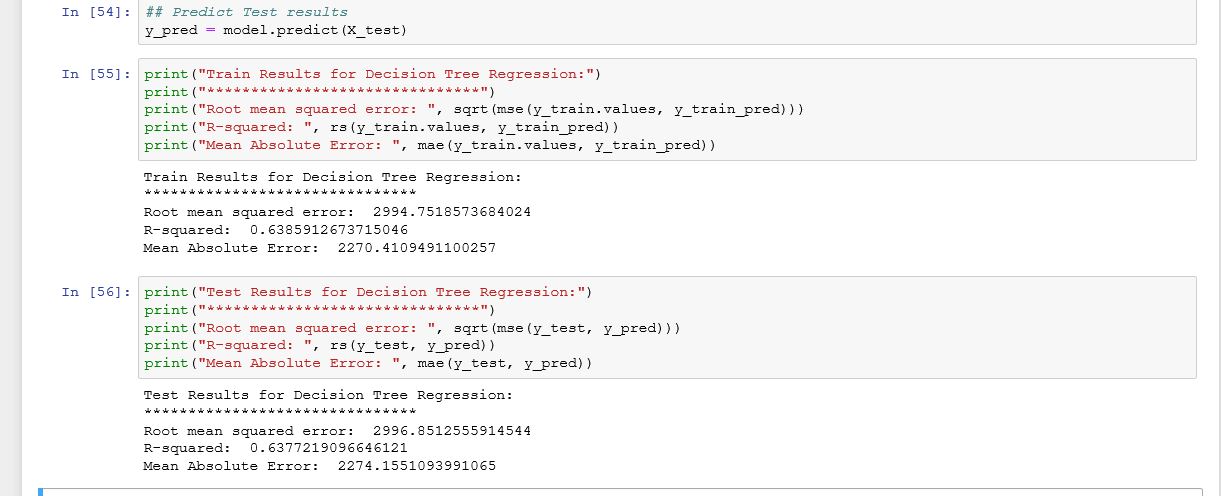 In [54]: ## Predict Test results
y_pred = model.predict(X_test)
In [55]: print("Train Results for Decision Tree Regression:")
print("*******************************")
print("Root mean squared error: ", sqrt(mse(y_train.values, y_train_pred)))
print("R-squared: ", rs(y_train.values, y_train_pred))
print("Mean Absolute Error: ", mae(y_train.values, y_train_pred))
Train Results for Decision Tree Regression:
*******************************
Root mean squared error:  2994.7518573684024
R-squared:  0.6385912673715046
Mean Absolute Error:  2270.4109491100257
In [56]: print("Test Results for Decision Tree Regression:")
print("*******************************")
print("Root mean squared error: ", sqrt(mse(y_test, y_pred)))
print("R-squared: ", rs(y_test, y_pred))
print("Mean Absolute Error: ", mae(y_test, y_pred))
Test Results for Decision Tree Regression:
*******************************
Root mean squared error:  2996.8512555914544
R-squared:  0.6377219096646121
Mean Absolute Error:  2274.1551093991065